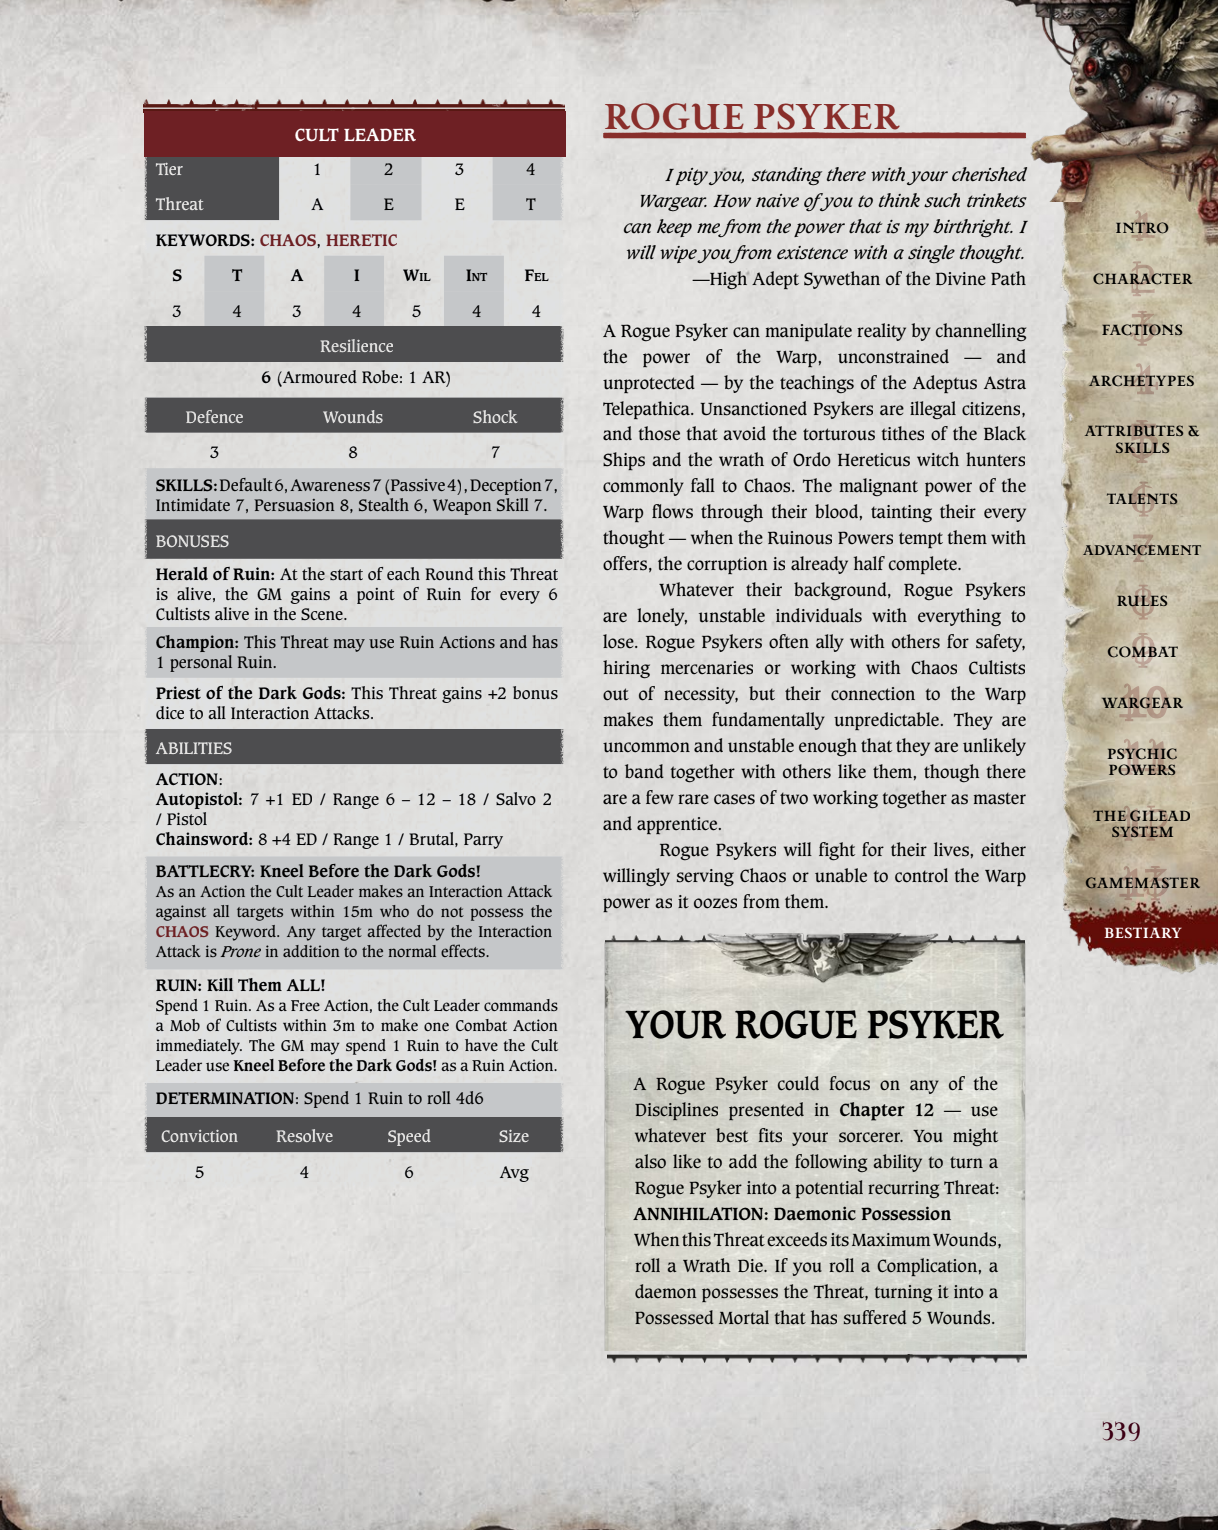 CULT LEADER
Tier 1 2 3 4
Threat A E E T
KEYWORDS: CHAOS, HERETIC
S T A I WIL INT FEL
3 4 3 4 5 4 4
Resilience
6 (Armoured Robe: 1 AR)
Defence Wounds Shock
3 8 7
SKILLS: Default 6, Awareness 7 (Passive 4), Deception 7,
Intimidate 7, Persuasion 8, Stealth 6, Weapon Skill 7.
BONUSES
Herald of Ruin: At the start of each Round this Threat
is alive, the GM gains a point of Ruin for every 6
Cultists alive in the Scene.
Champion: This Threat may use Ruin Actions and has
1 personal Ruin.
Priest of the Dark Gods: This Threat gains +2 bonus
dice to all Interaction Attacks.
ABILITIES
ACTION:
Autopistol: 7 +1 ED / Range 6 – 12 – 18 / Salvo 2
/ Pistol
Chainsword: 8 +4 ED / Range 1 / Brutal, Parry
BATTLECRY: Kneel Before the Dark Gods!
As an Action the Cult Leader makes an Interaction Attack
against all targets within 15m who do not possess the
CHAOS Keyword. Any target affected by the Interaction
Attack is Prone in addition to the normal effects.
RUIN: Kill Them ALL!
Spend 1 Ruin. As a Free Action, the Cult Leader commands
a Mob of Cultists within 3m to make one Combat Action
immediately. The GM may spend 1 Ruin to have the Cult
Leader use Kneel Before the Dark Gods! as a Ruin Action.
DETERMINATION: Spend 1 Ruin to roll 4d6
Conviction Resolve Speed Size
5 4 6 Avg
ROGUE PSYKER
I pity you, standing there with your cherished
Wargear. How naive of you to think such trinkets
can keep me from the power that is my birthright. I
will wipe you from existence with a single thought.
—High Adept Sywethan of the Divine Path
A Rogue Psyker can manipulate reality by channelling
the power of the Warp, unconstrained — and
unprotected — by the teachings of the Adeptus Astra
Telepathica. Unsanctioned Psykers are illegal citizens,
and those that avoid the torturous tithes of the Black
Ships and the wrath of Ordo Hereticus witch hunters
commonly fall to Chaos. The malignant power of the
Warp flows through their blood, tainting their every
thought — when the Ruinous Powers tempt them with
offers, the corruption is already half complete.
Whatever their background, Rogue Psykers
are lonely, unstable individuals with everything to
lose. Rogue Psykers often ally with others for safety,
hiring mercenaries or working with Chaos Cultists
out of necessity, but their connection to the Warp
makes them fundamentally unpredictable. They are
uncommon and unstable enough that they are unlikely
to band together with others like them, though there
are a few rare cases of two working together as master
and apprentice.
Rogue Psykers will fight for their lives, either
willingly serving Chaos or unable to control the Warp
power as it oozes from them.
YOUR ROGUE PSYKER
A Rogue Psyker could focus on any of the
Disciplines presented in Chapter 12 — use
whatever best fits your sorcerer. You might
also like to add the following ability to turn a
Rogue Psyker into a potential recurring Threat:
ANNIHILATION: Daemonic Possession
When this Threat exceeds its Maximum Wounds,
roll a Wrath Die. If you roll a Complication, a
daemon possesses the Threat, turning it into a
Possessed Mortal that has suffered 5 Wounds.
INTRO
CHARACTER
FACTIONS
ARCHETYPES
ATTRIBUTES &
SKILLS
TALENTS
ADVANCEMENT
RULES
COMBAT
WARGEAR
PSYCHIC
POWERS
THE GILEAD
SYSTEM
GAMEMASTER
BESTIARY
339